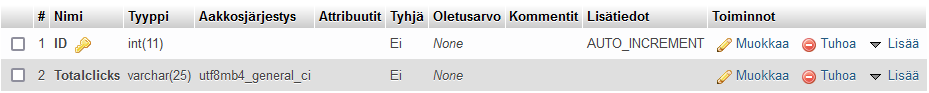 # Nimi Tyyppi Aakkosjärjestys Attribuutit Tyhjä Oletusarvo Kommentit Lisätiedot Toiminnot
1 ID int(11) Ei None AUTO_INCREMENT Muokkaa Tuhoa Lisää
2 Totalclicks varchar(25) utf8mb4_general_ci Ei None Muokkaa Tuhoa Lisää